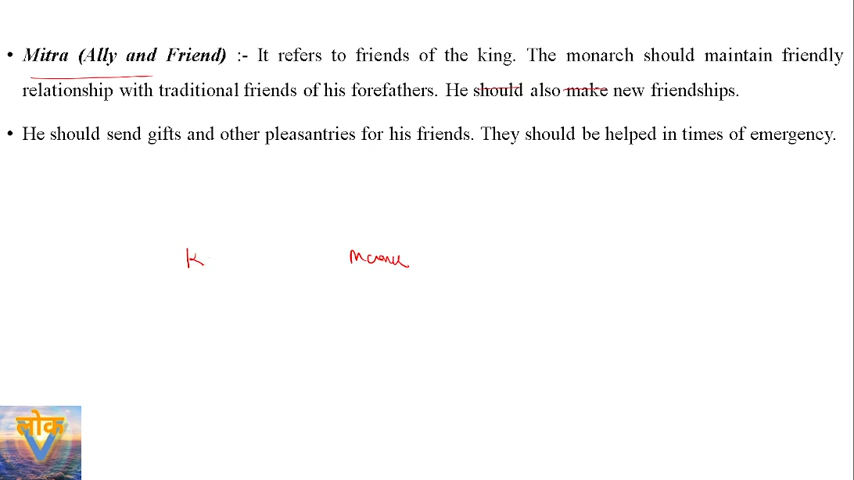 • Mitra (Ally and Friend) :- It refers to friends of the king. The monarch should maintain friendly
relationship with traditional friends of his forefathers. He should also make new friendships.
• He should send gifts and other pleasantries for his friends. They should be helped in times of emergency.
K
लोक